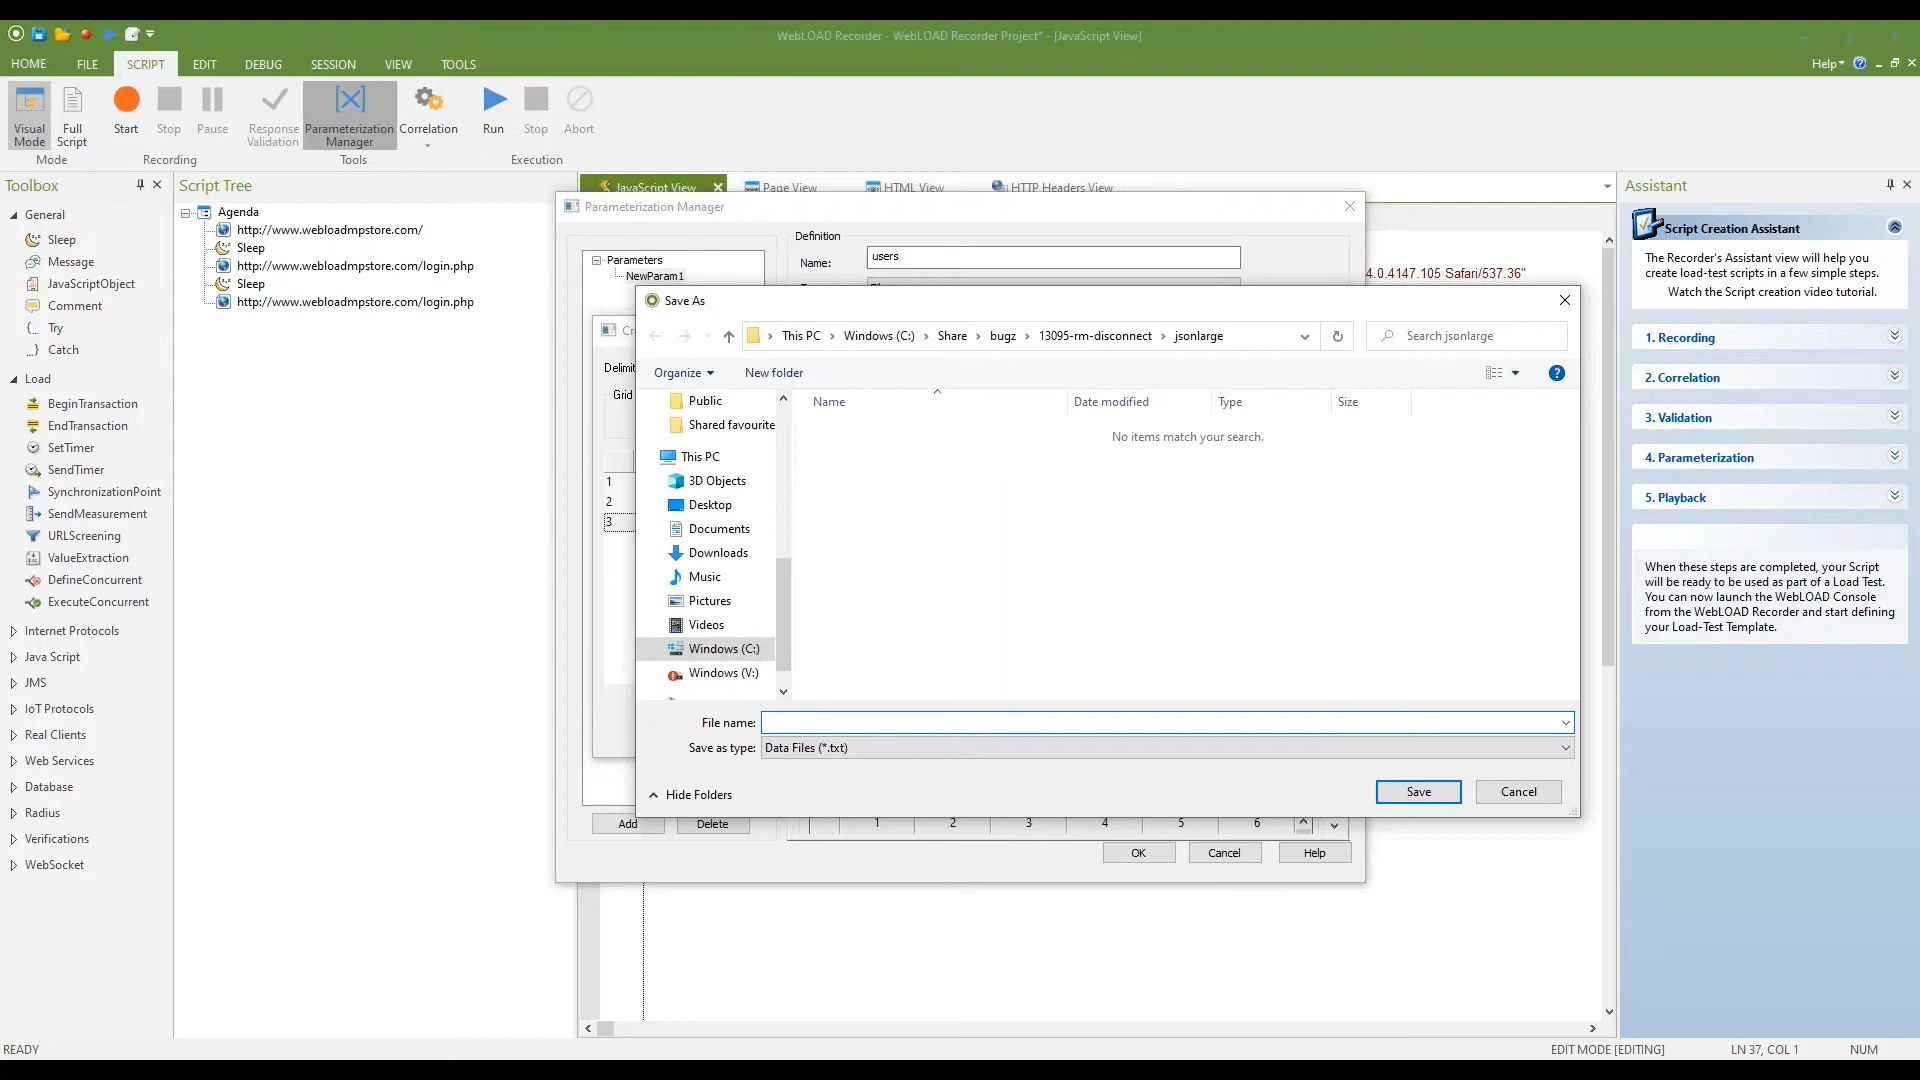 WebLOAD Recorder - WebLOAD Recorder Project* - [JavaScript View]
HOME
FILE
SCRIPT
EDIT
DEBUG
SESSION
VIEW
TOOLS
Help
Visual Mode
Full Script
Start
Stop
Pause
Response Validation
Parameterization Manager
Correlation
Run
Stop
Abort
Mode
Recording
Tools
Execution
Toolbox
General
Sleep
Message
JavaScriptObject
Comment
Try
Catch
Load
BeginTransaction
EndTransaction
SetTimer
SendTimer
SynchronizationPoint
SendMeasurement
URLScreening
ValueExtraction
DefineConcurrent
ExecuteConcurrent
Internet Protocols
Java Script
JMS
IoT Protocols
Real Clients
Web Services
Database
Radius
Verifications
WebSocket
Script Tree
Agenda
http://www.webloadmpstore.com/
Sleep
http://www.webloadmpstore.com/login.php
Sleep
http://www.webloadmpstore.com/login.php
JavaScript View
Page View
HTML View
HTTP Headers View
4.0.4147.105 Safari/537.36"
Parameterization Manager
Parameters
NewParam1
Definition
Name:
users
Delimit
Grid
1
2
3
Save As
This PC
Windows (C:)
Share
bugz
13095-rm-disconnect
jsonlarge
Search jsonlarge
Organize
New folder
Public
Shared favourite
This PC
3D Objects
Desktop
Documents
Downloads
Music
Pictures
Videos
Windows (C:)
Windows (V:)
Name
Date modified
Type
Size
No items match your search.
File name:
Save as type:
Data Files (*.txt)
Hide Folders
Save
Cancel
Add
Delete
1
2
3
4
5
6
OK
Cancel
Help
Assistant
Script Creation Assistant
The Recorder's Assistant view will help you
create load-test scripts in a few simple steps.
Watch the Script creation video tutorial.
1. Recording
2. Correlation
3. Validation
4. Parameterization
5. Playback
When these steps are completed, your Script
will be ready to be used as part of a Load Test.
You can now launch the WebLOAD Console
from the WebLOAD Recorder and start defining
your Load-Test Template.
READY
EDIT MODE [EDITING]
LN 37, COL 1
NUM